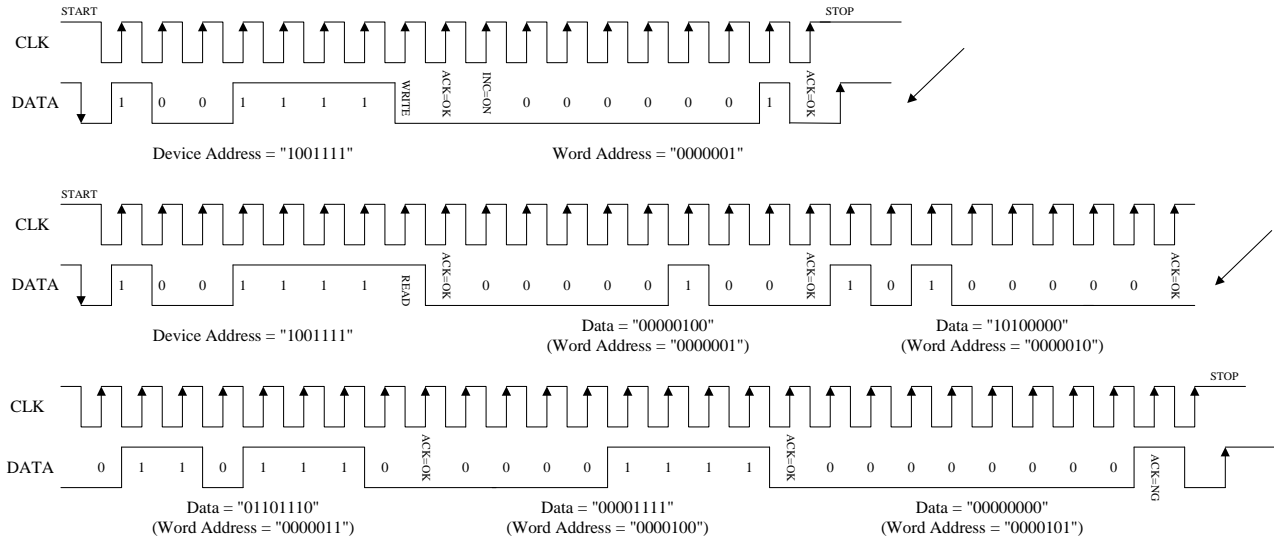 START STOP
CLK
DATA 1 0 0 1 1 1 1 WRITE ACK=OK INC=ON 0 0 0 0 0 0 1 ACK=OK
Device Address = "1001111" Word Address = "0000001"
START
CLK
DATA 1 0 0 1 1 1 1 READ ACK=OK 0 0 0 0 0 1 0 0 ACK=OK 1 0 1 0 0 0 0 0 ACK=OK
Device Address = "1001111" Data = "00000100" Data = "10100000"
(Word Address = "0000001") (Word Address = "0000010")
STOP
CLK
DATA 0 1 1 0 1 1 1 0 ACK=OK 0 0 0 0 1 1 1 1 ACK=OK 0 0 0 0 0 0 0 0 ACK=NG
Data = "01101110" Data = "00001111" Data = "00000000"
(Word Address = "0000011") (Word Address = "0000100") (Word Address = "0000101")